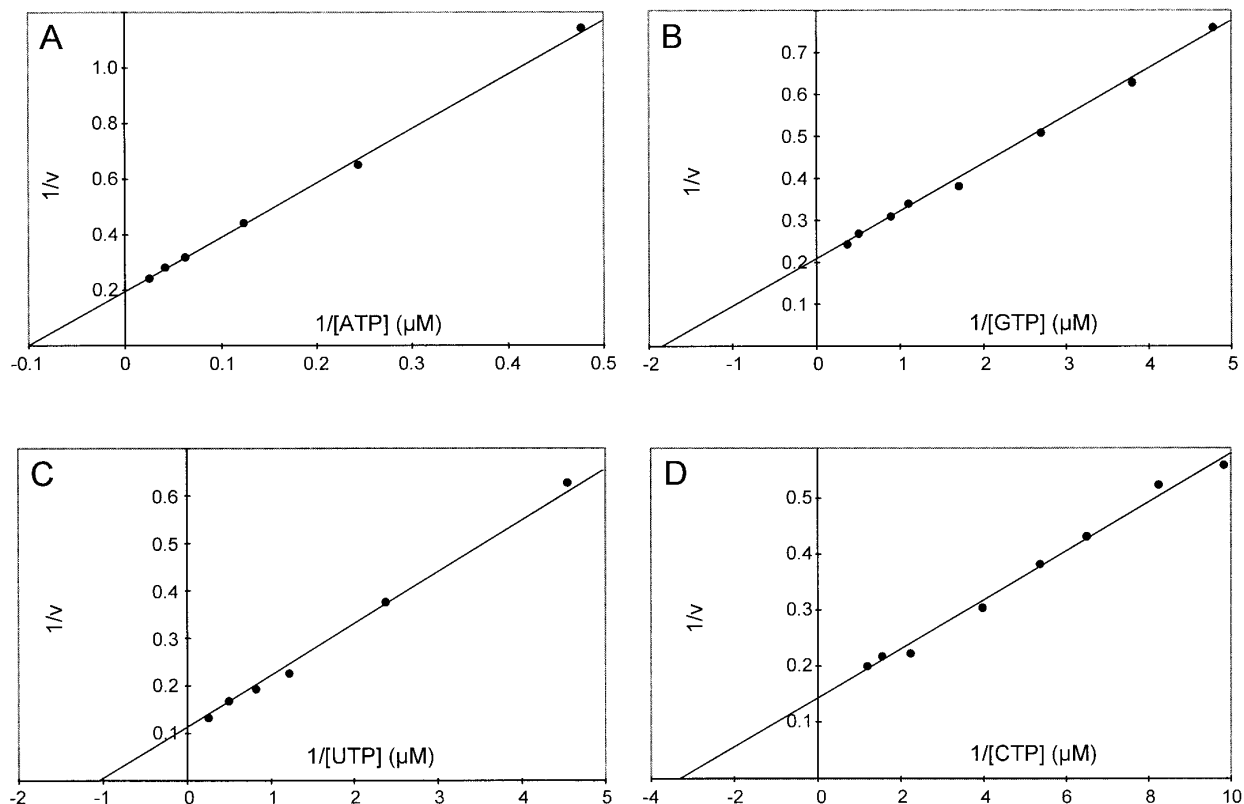 A
1.0
0.8
0.6
0.4
0.2
1/v
1/[ATP] (µM)
-0.1 0 0.1 0.2 0.3 0.4 0.5
B
0.7
0.6
0.5
0.4
0.3
0.2
0.1
1/v
1/[GTP] (µM)
-2 -1 0 1 2 3 4 5
C
0.6
0.5
0.4
0.3
0.2
0.1
1/v
1/[UTP] (µM)
-2 -1 0 1 2 3 4 5
D
0.5
0.4
0.3
0.2
0.1
1/v
1/[CTP] (µM)
-4 -2 0 2 4 6 8 10